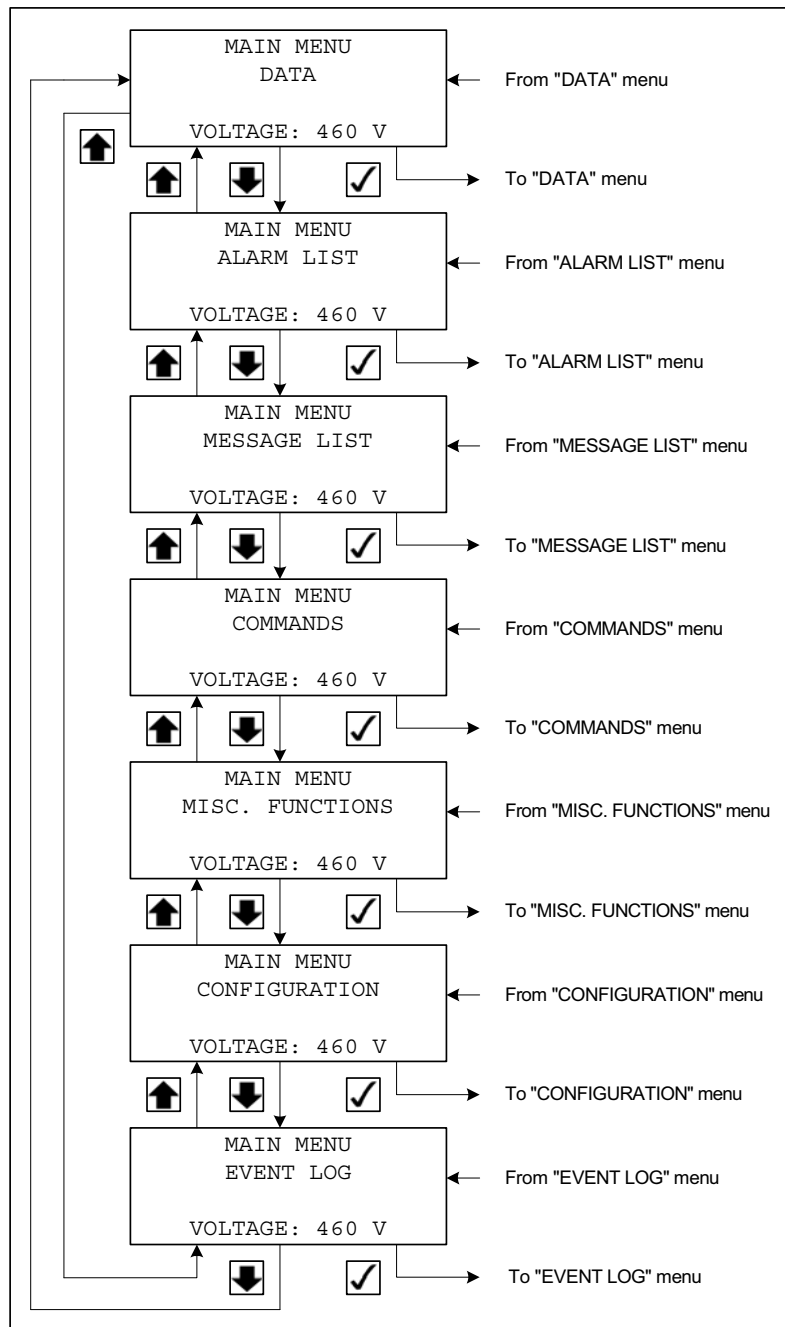 MAIN MENU
DATA
From "DATA" menu
VOLTAGE: 460 V
To "DATA" menu
MAIN MENU
ALARM LIST
From "ALARM LIST" menu
VOLTAGE: 460 V
To "ALARM LIST" menu
MAIN MENU
MESSAGE LIST
From "MESSAGE LIST" menu
VOLTAGE: 460 V
To "MESSAGE LIST" menu
MAIN MENU
COMMANDS
From "COMMANDS" menu
VOLTAGE: 460 V
To "COMMANDS" menu
MAIN MENU
MISC. FUNCTIONS
From "MISC. FUNCTIONS" menu
VOLTAGE: 460 V
To "MISC. FUNCTIONS" menu
MAIN MENU
CONFIGURATION
From "CONFIGURATION" menu
VOLTAGE: 460 V
To "CONFIGURATION" menu
MAIN MENU
EVENT LOG
From "EVENT LOG" menu
VOLTAGE: 460 V
To "EVENT LOG" menu